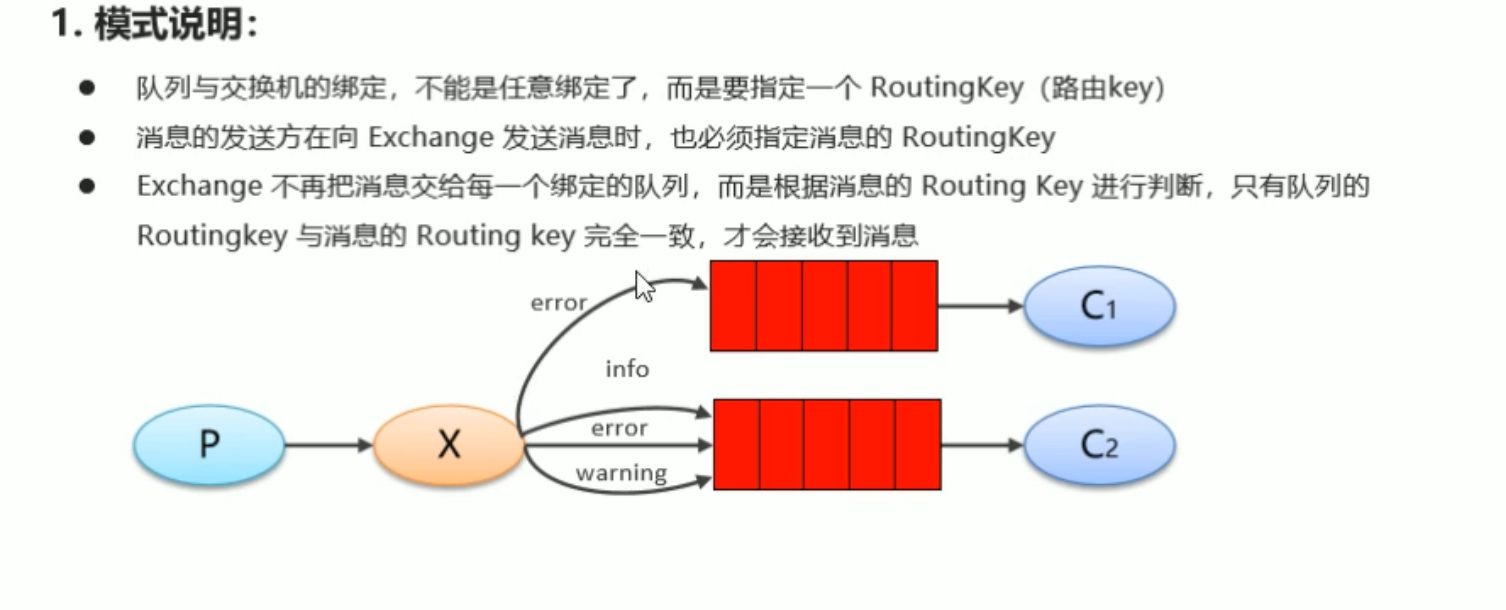 1. 模式说明：
● 队列与交换机的绑定，不能是任意绑定了，而是要指定一个 RoutingKey（路由key）
● 消息的发送方在向 Exchange 发送消息时，也必须指定消息的 RoutingKey
● Exchange 不再把消息交给每一个绑定的队列，而是根据消息的 Routing Key 进行判断，只有队列的
Routingkey 与消息的 Routing key 完全一致，才会接收到消息
error
C1
info
P
X
error
C2
warning